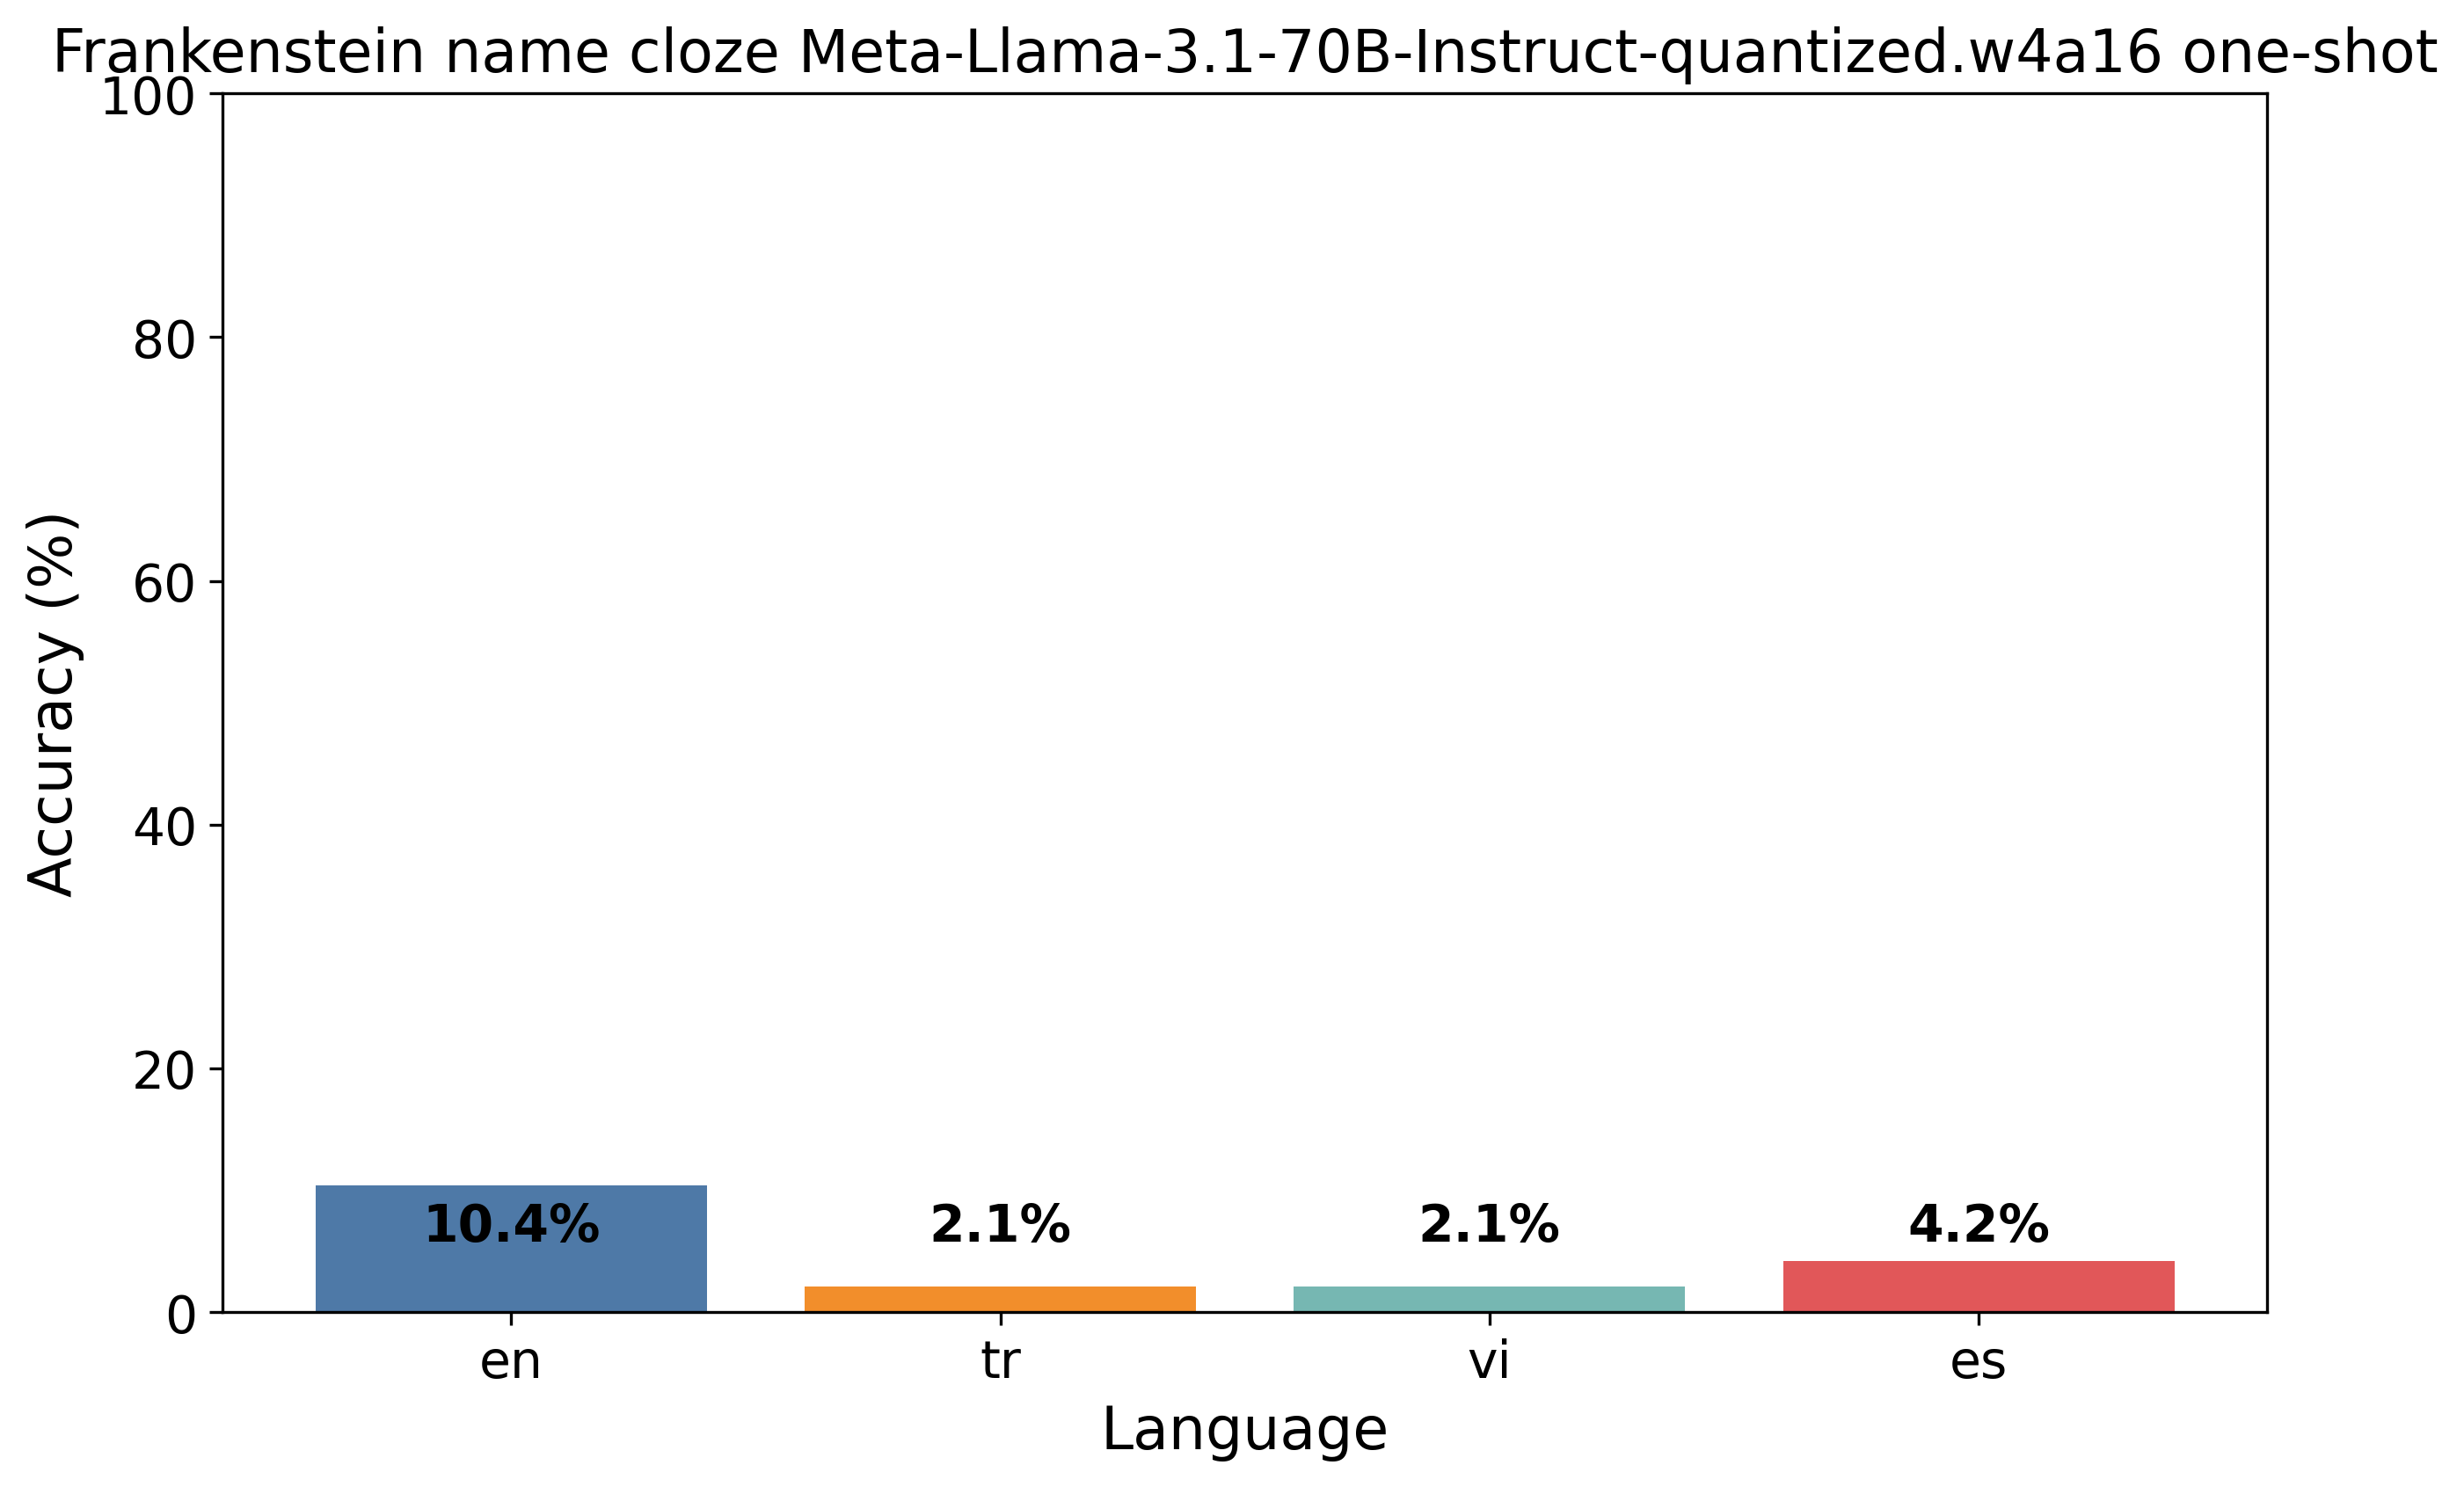 Frankenstein name cloze Meta-Llama-3.1-70B-Instruct-quantized.w4a16 one-shot
100
80
60
40
20
0
Accuracy (%)
10.4%
2.1%
2.1%
4.2%
en
tr
vi
es
Language